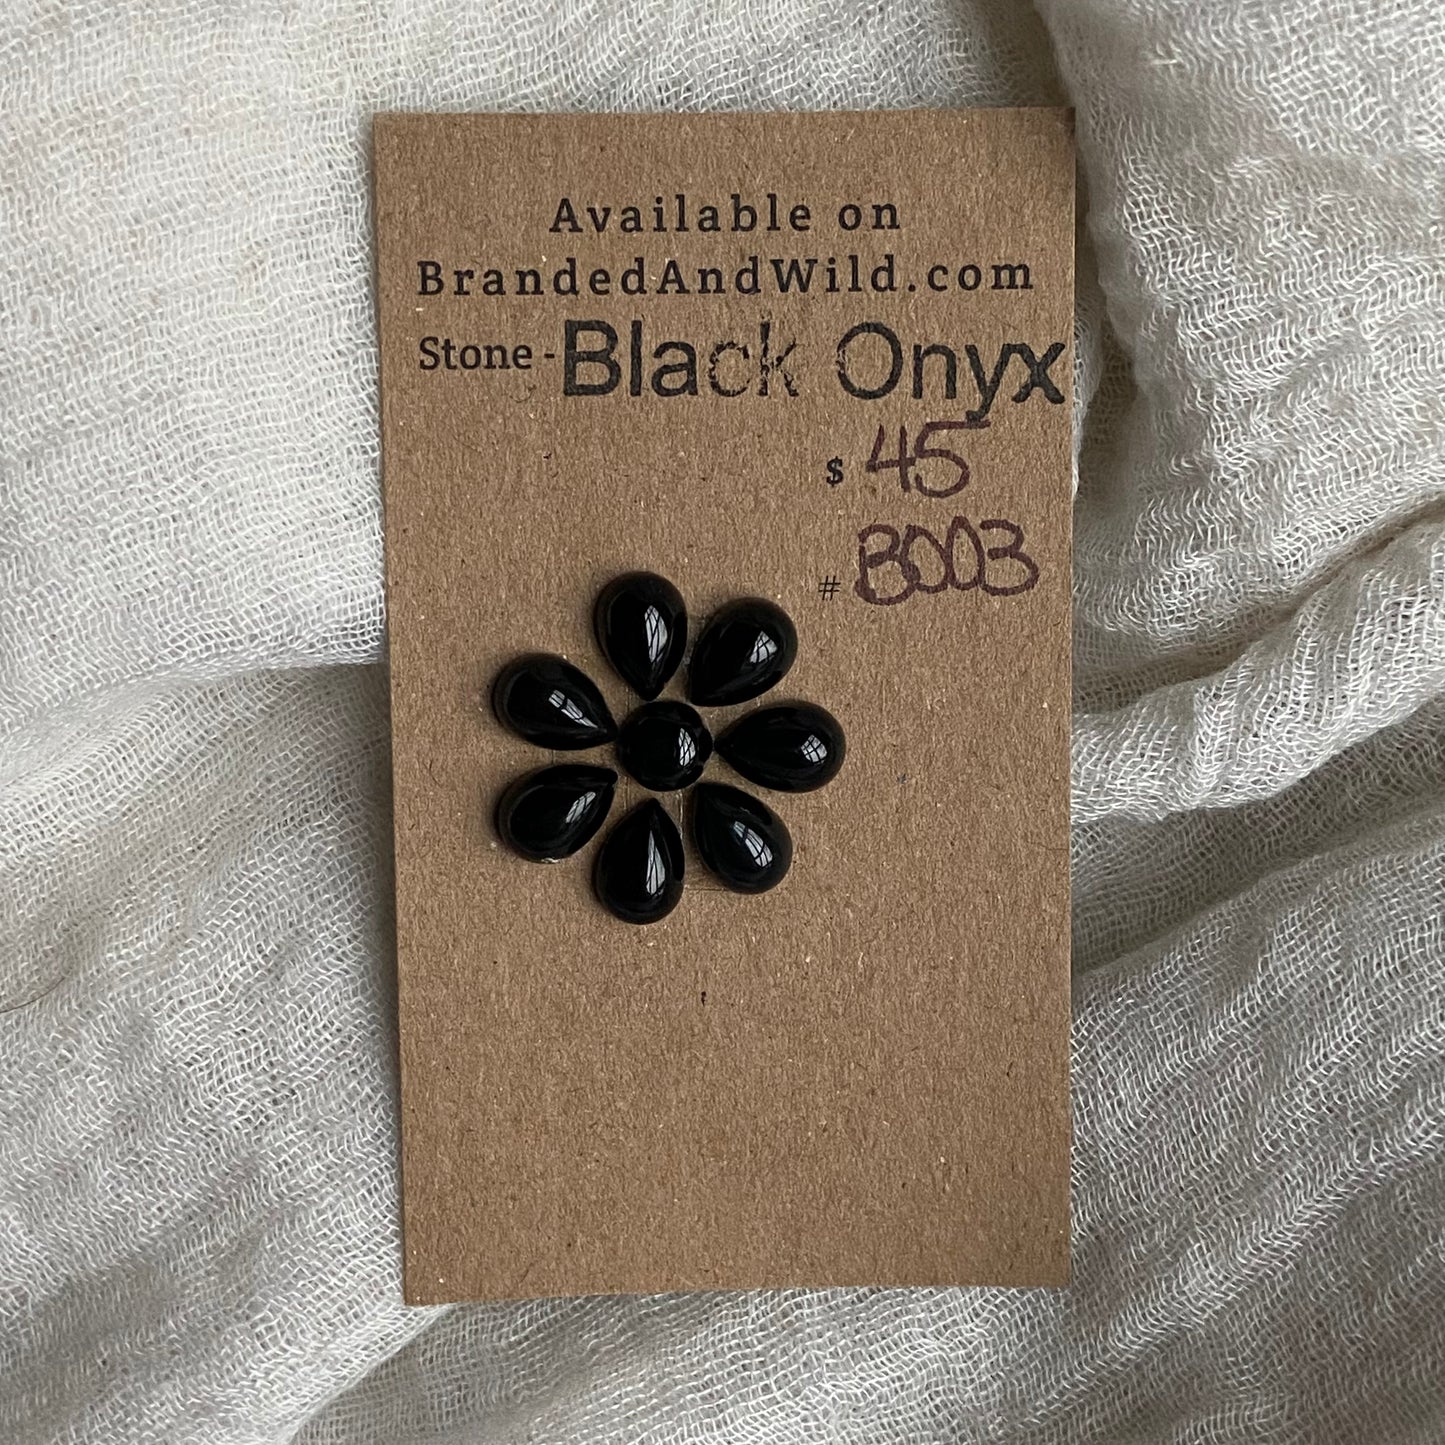 Available on
BrandedAndWild.com
Stone - Black Onyx
$ 45
# B003